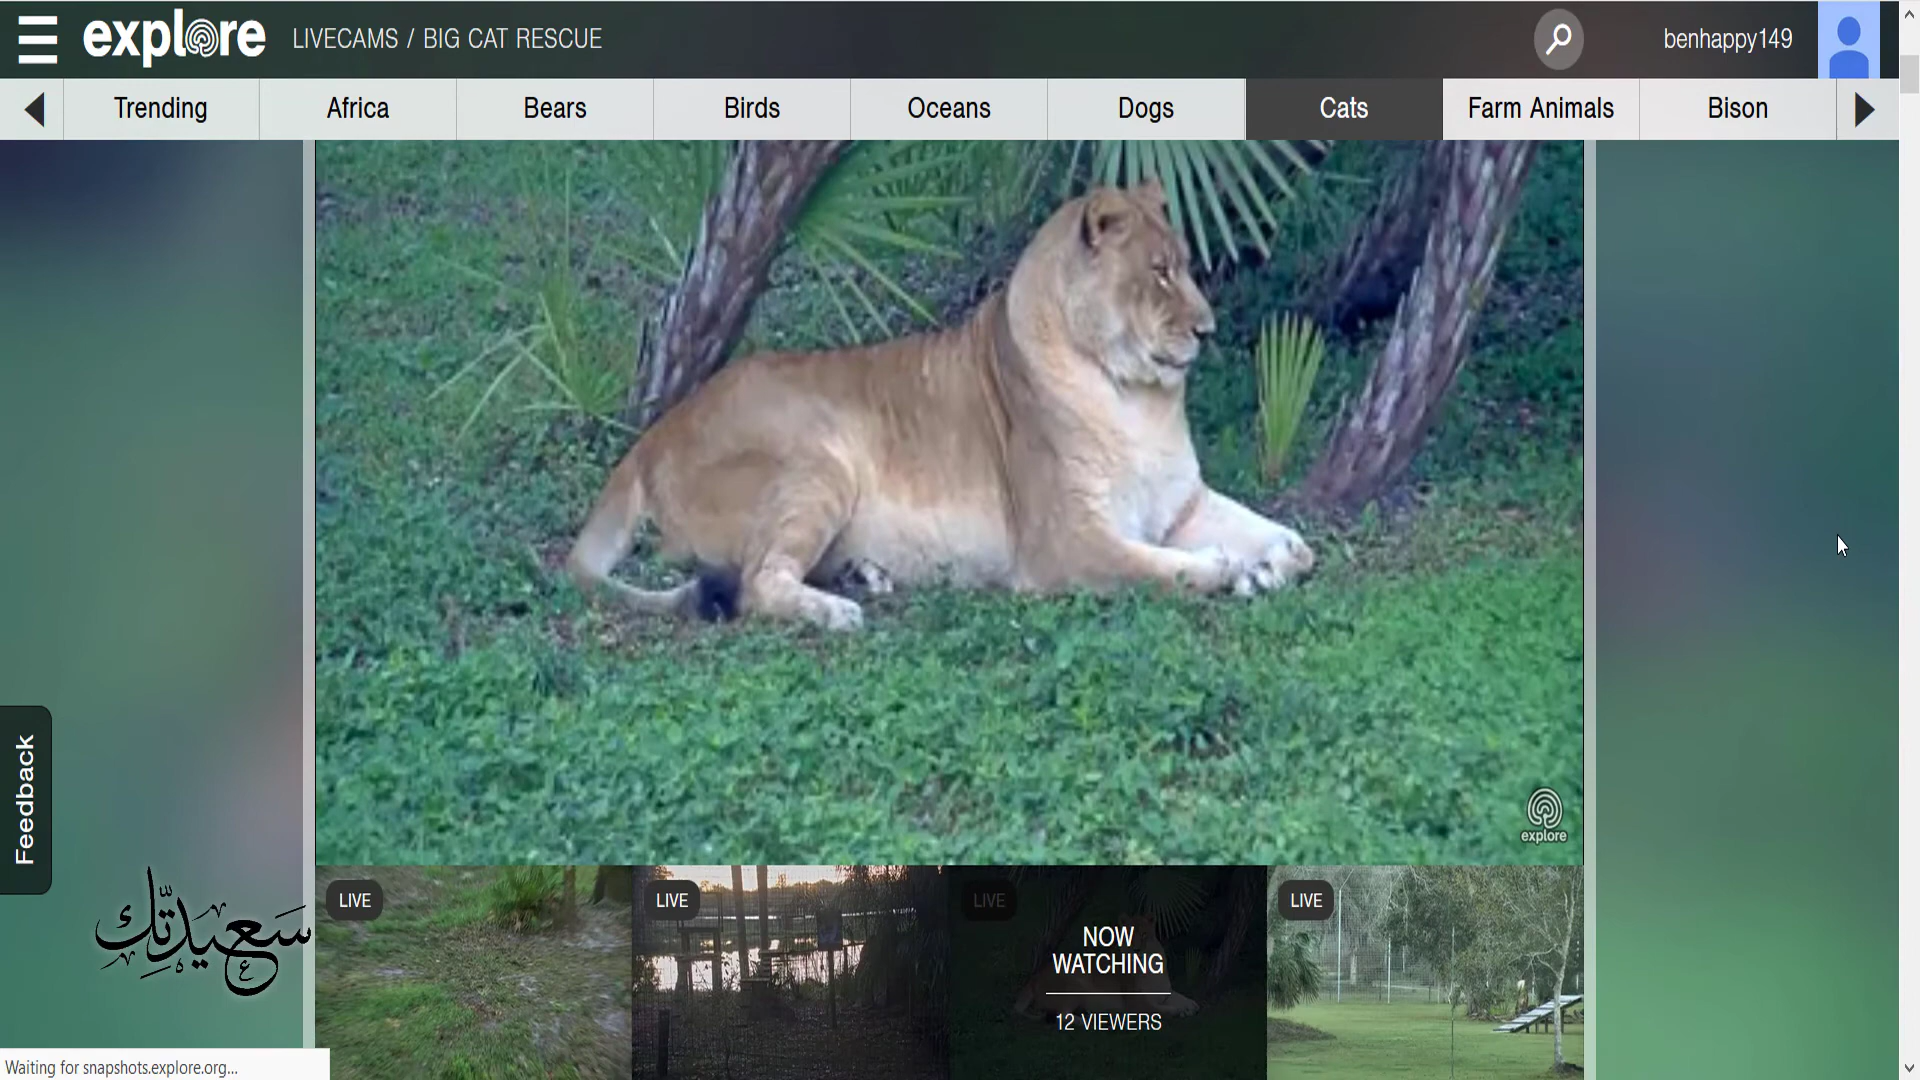 explore
LIVECAMS / BIG CAT RESCUE
benhappy149
Trending
Africa
Bears
Birds
Oceans
Dogs
Cats
Farm Animals
Bison
Feedback
explore
سَعيدتّك
LIVE
LIVE
LIVE
NOW
WATCHING
12 VIEWERS
LIVE
Waiting for snapshots.explore.org...